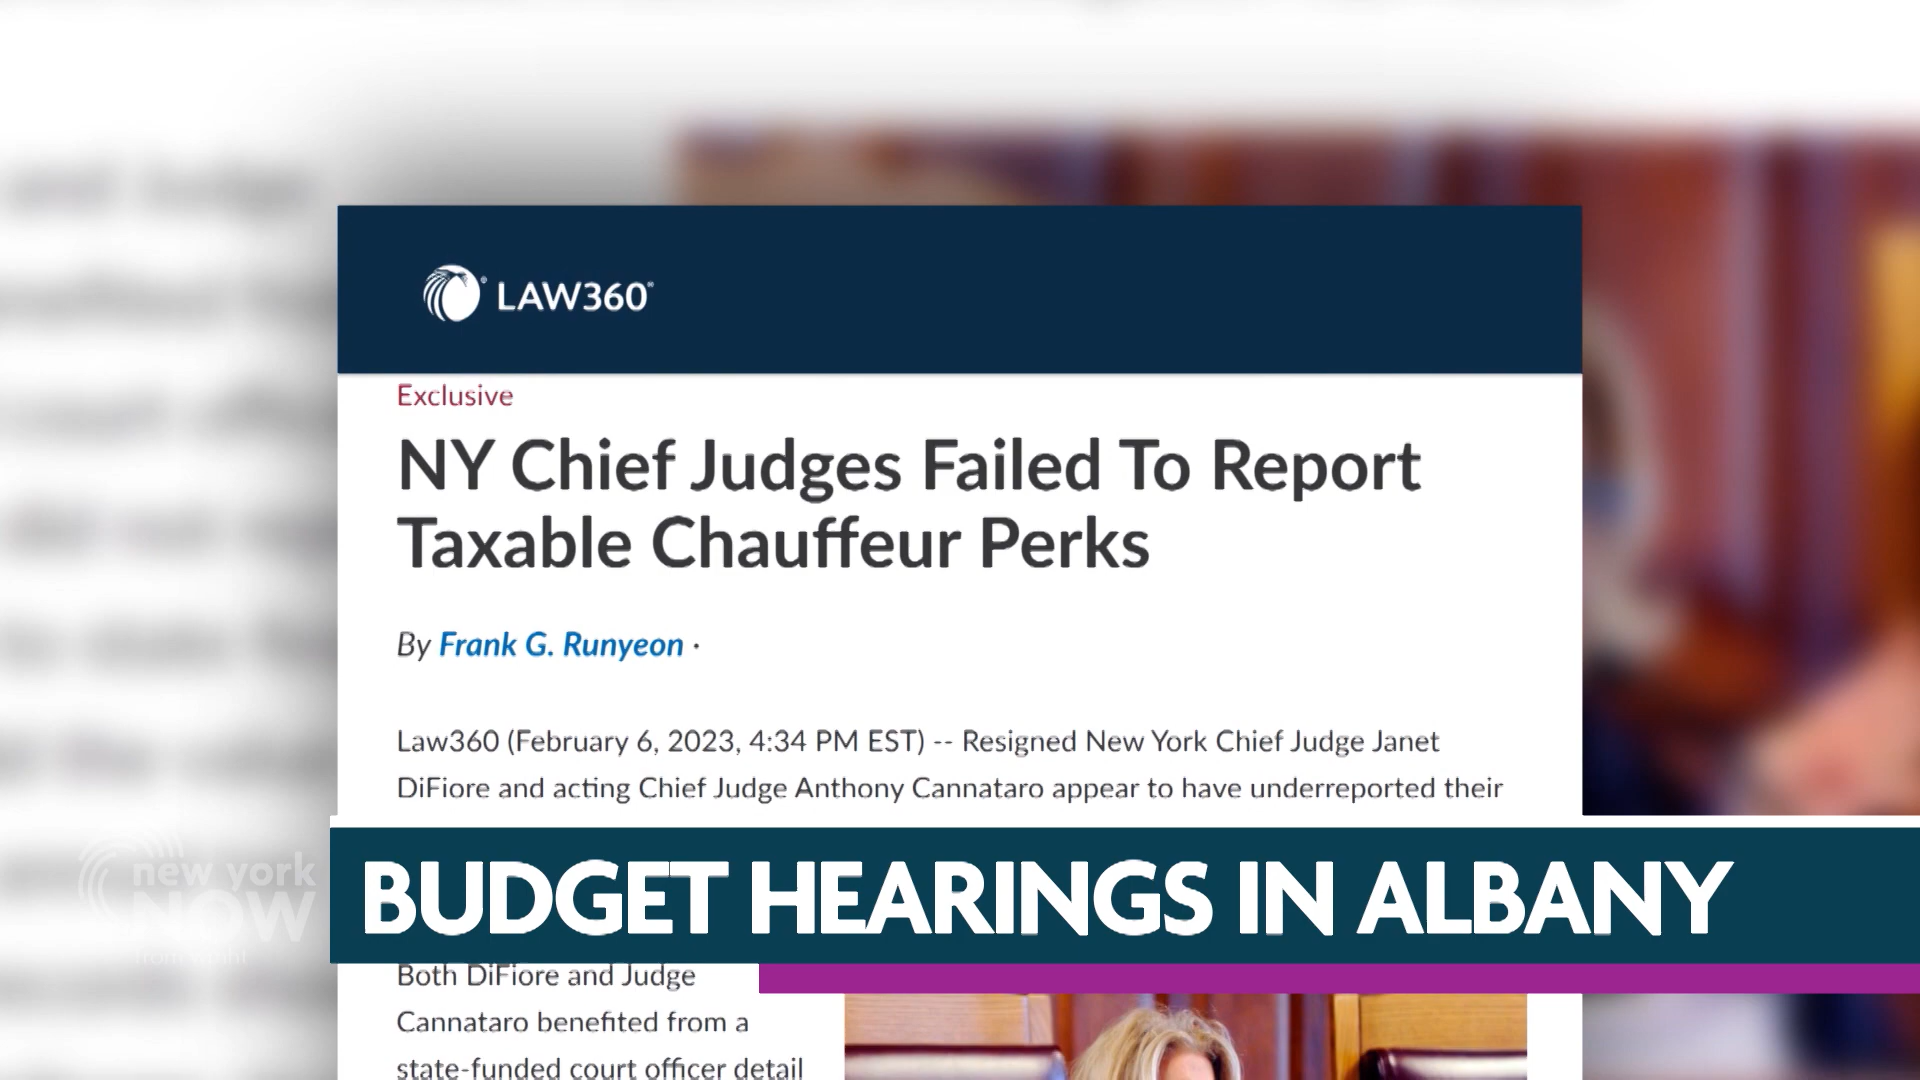 LAW360
Exclusive
NY Chief Judges Failed To Report
Taxable Chauffeur Perks
By Frank G. Runyeon ·
Law360 (February 6, 2023, 4:34 PM EST) -- Resigned New York Chief Judge Janet
DiFiore and acting Chief Judge Anthony Cannataro appear to have underreported their
new york
NOW
BUDGET HEARINGS IN ALBANY
Both DiFiore and Judge
Cannataro benefited from a
state-funded court officer detail